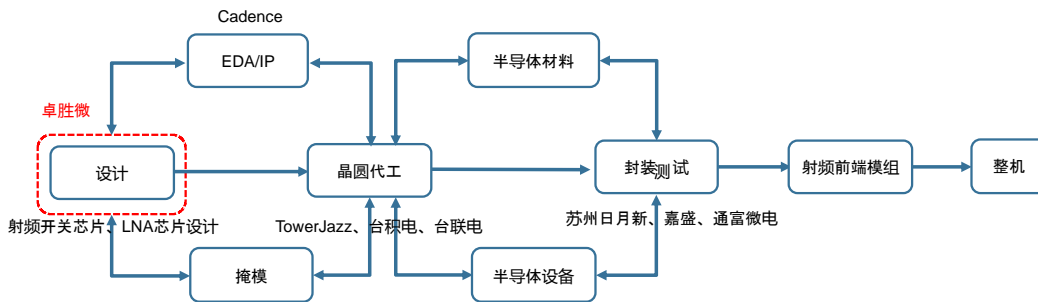 Cadence
EDA/IP
半导体材料
卓胜微
设计
晶圆代工
封装测试
射频前端模组
整机
射频开关芯片、LNA芯片设计
TowerJazz、台积电、台联电
苏州日月新、嘉盛、通富微电
掩模
半导体设备